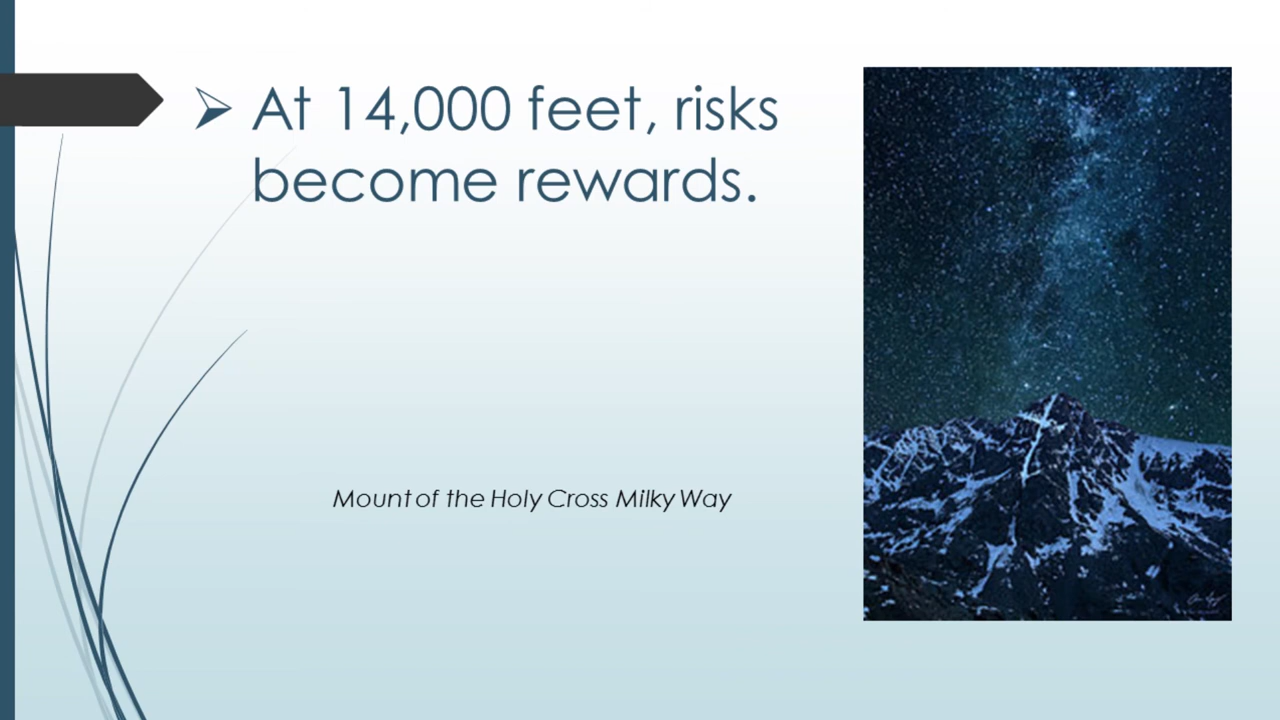 At 14,000 feet, risks
become rewards.
Mount of the Holy Cross Milky Way